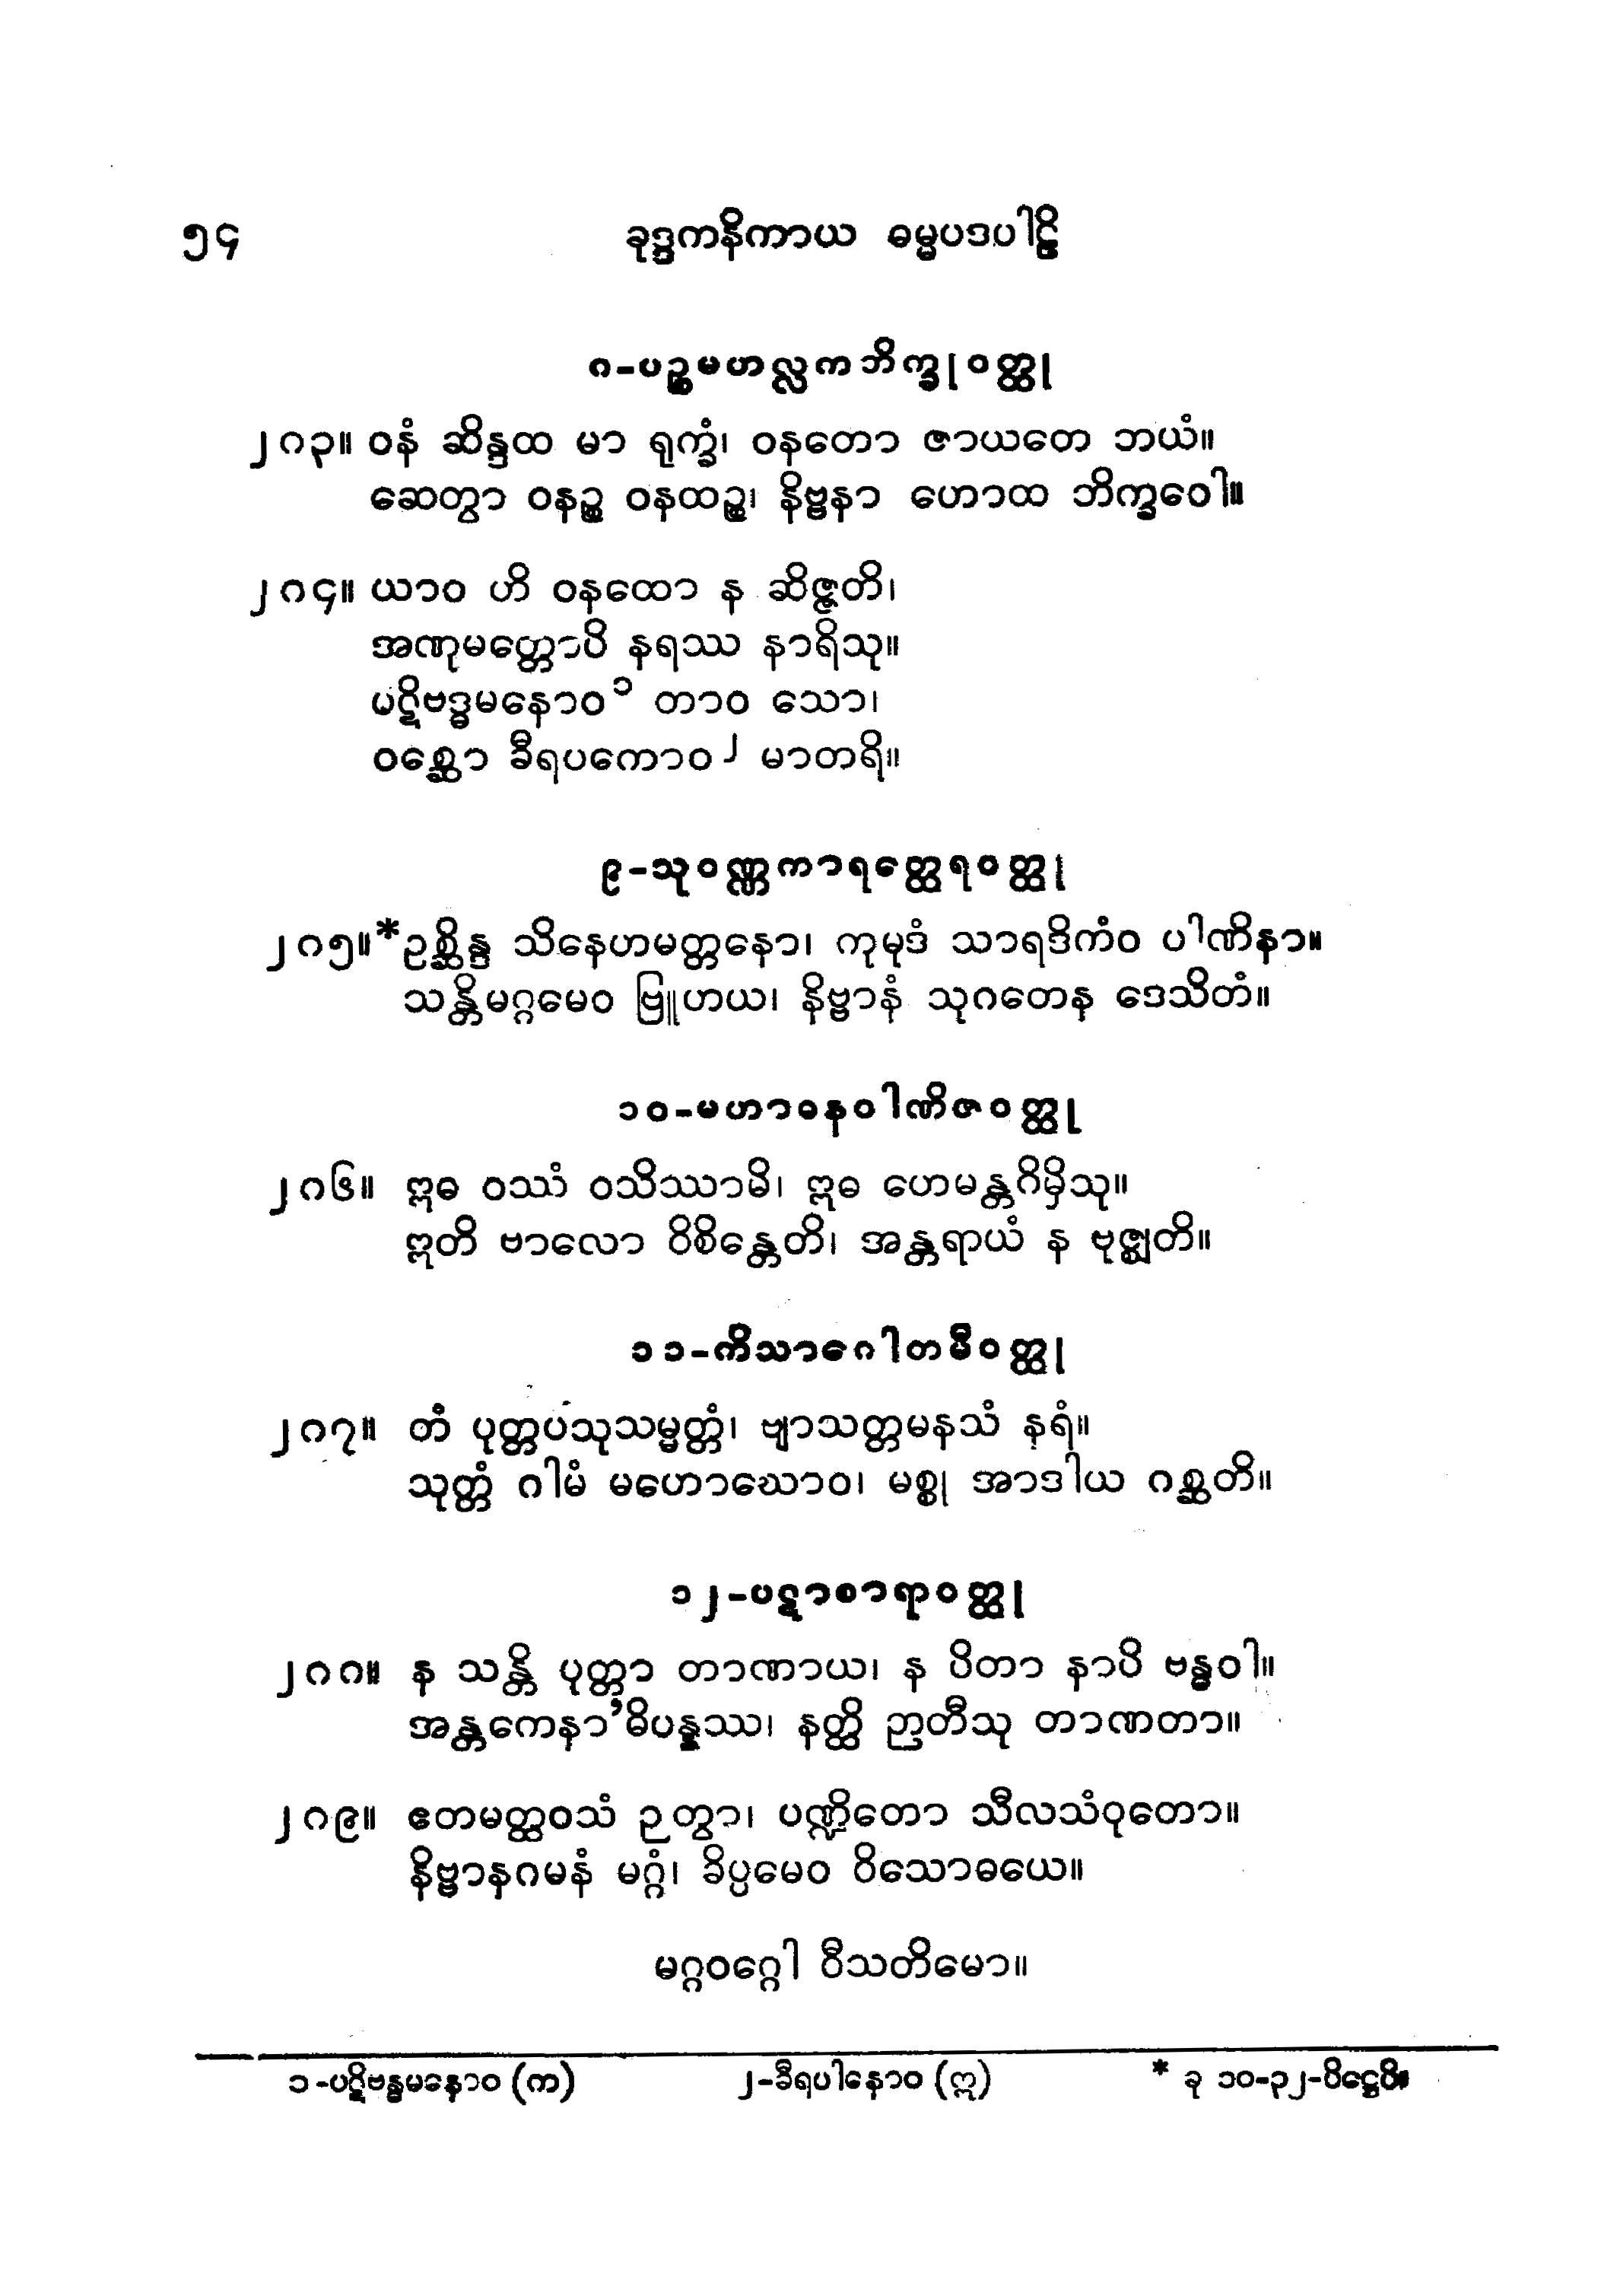 ၅၄ ခုဒ္ဒကနိကာယ ဓမ္မပဒပါဠိ
၈-ပဉ္စမဟလ္လကဘိက္ခုဝတ္ထု
၂၈၃။ ဝနံ ဆိန္ဒထ မာ ရုက္ခံ၊ ဝနတော ဇာယတေ ဘယံ။
ဆေတွာ ဝနဉ္စ ဝနထဉ္စ၊ နိဗ္ဗနာ ဟောထ ဘိက္ခဝေါ။
၂၈၄။ ယာဝ ဟိ ဝနထော န ဆိဇ္ဇတိ၊
အဏုမတ္တောပိ နရဿ နာရိသု။
ပဋိဗဒ္ဓမနောဝ၁ တာဝ သော၊
ဝစ္ဆော ခီရပကောဝ၂ မာတရိ။
၉-သုဝဏ္ဏကာရတ္ထေရဝတ္ထု
၂၈၅။*ဥစ္ဆိန္ဒ သိနေဟမတ္တနော၊ ကုမုဒံ သာရဒိကံဝ ပါဏိနာ။
သန္တိမဂ္ဂမေဝ ဗြူဟယ၊ နိဗ္ဗာနံ သုဂတေန ဒေသိတံ။
၁၀-မဟာဓနဝါဏိဇဝတ္ထု
၂၈၆။ ဣဓ ဝဿံ ဝသိဿာမိ၊ ဣဓ ဟေမန္တဂိမှိသု။
ဣတိ ဗာလော ဝိစိန္တေတိ၊ အန္တရာယံ န ဗုဇ္ဈတိ။
၁၁-ကိသာဂေါတမီဝတ္ထု
၂၈၇။ တံ ပုတ္တပသုသမ္မတ္တံ၊ ဗျာသတ္တမနသံ နရံ။
သုတ္တံ ဂါမံ မဟောဃောဝ၊ မစ္စု အာဒါယ ဂစ္ဆတိ။
၁၂-ပဋာစာရာဝတ္ထု
၂၈၈။ န သန္တိ ပုတ္တာ တာဏာယ၊ န ပိတာ နာပိ ဗန္ဓဝါ။
အန္တကေနာ’ဓိပန္နဿ၊ နတ္ထိ ဉာတီသု တာဏတာ။
၂၈၉။ ဧတမတ္ထဝသံ ဉတွာ၊ ပဏ္ဍိတော သီလသံဝုတော။
နိဗ္ဗာနဂမနံ မဂ္ဂံ၊ ခိပ္ပမေဝ ဝိသောဓယေ။
မဂ္ဂဝဂ္ဂေါ ဝီသတိမော။
၁-ပဋိဗန္ဓမနောဝ (က) ၂-ခီရပါနောဝ (ဣ) * ခု ၁၀-၃၂-ပိဋ္ဌေပိ။